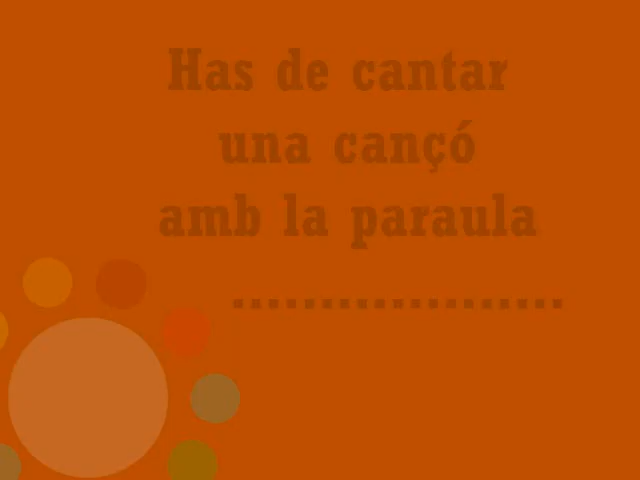 Has de cantar
una cançó
amb la paraula
...................